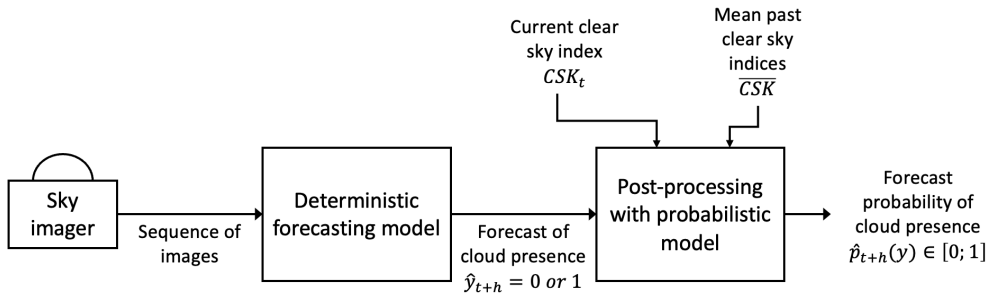 Current clear
sky index
CSK_t
Mean past
clear sky
indices
\overline{CSK}
Sky
imager
Sequence of
images
Deterministic
forecasting model
Forecast of
cloud presence
ŷ_{t+h} = 0 or 1
Post-processing
with probabilistic
model
Forecast
probability of
cloud presence
p̂_{t+h}(y) ∈ [0; 1]